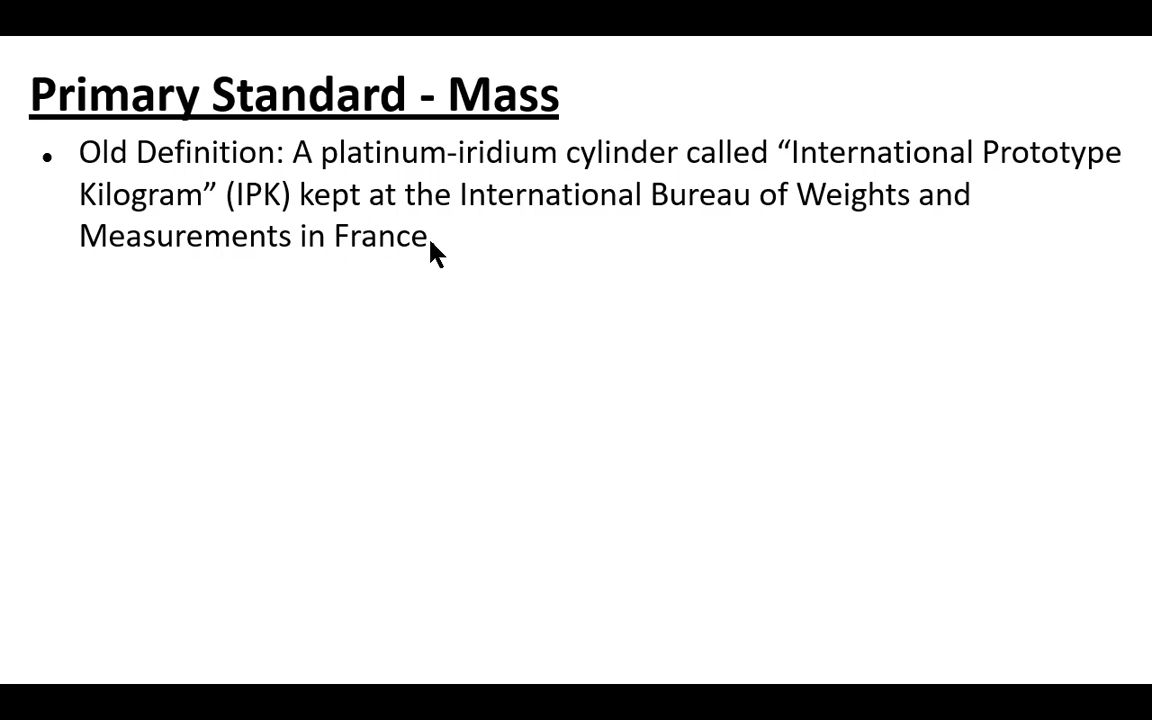 Primary Standard - Mass
• Old Definition: A platinum-iridium cylinder called “International Prototype
Kilogram” (IPK) kept at the International Bureau of Weights and
Measurements in France